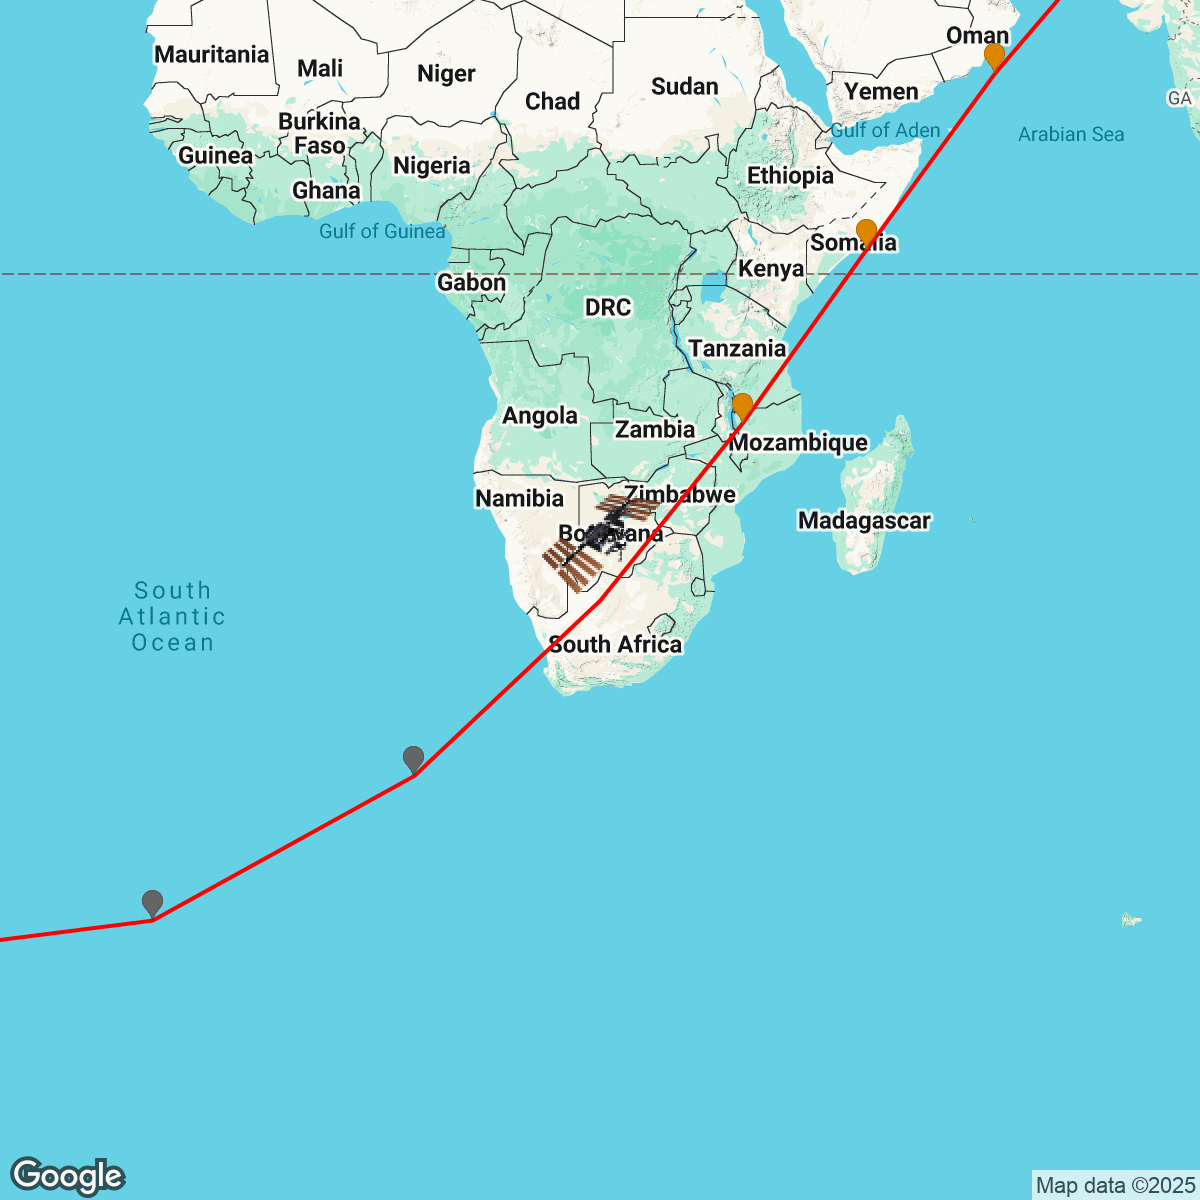 Oman
Mauritania
Mali
Niger
Chad
Sudan
Yemen
GA
Burkina
Faso
Gulf of Aden
Arabian Sea
Guinea
Nigeria
Ethiopia
Ghana
Gulf of Guinea
Somalia
Kenya
Gabon
DRC
Tanzania
Angola
Zambia
Mozambique
Namibia
Zimbabwe
Madagascar
Botswana
South
Atlantic
Ocean
South Africa
Google
Map data ©2025